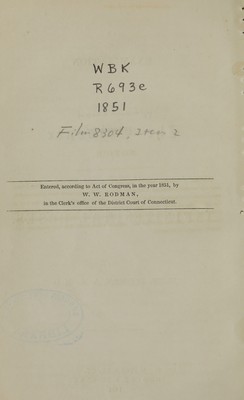 WBK
R693e
1851
Film 8304, item 2
Entered, according to Act of Congress, in the year 1851, by
W. W. RODMAN,
in the Clerk's office of the District Court of Connecticut.